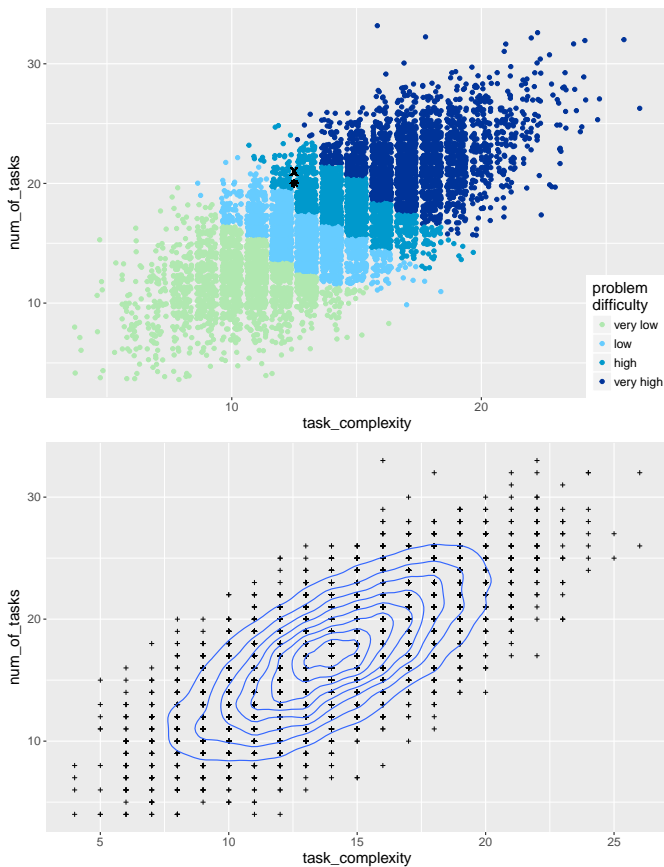 30
20
10
num_of_tasks
10
20
task_complexity
problem
difficulty
very low
low
high
very high
30
20
10
num_of_tasks
5
10
15
20
25
task_complexity